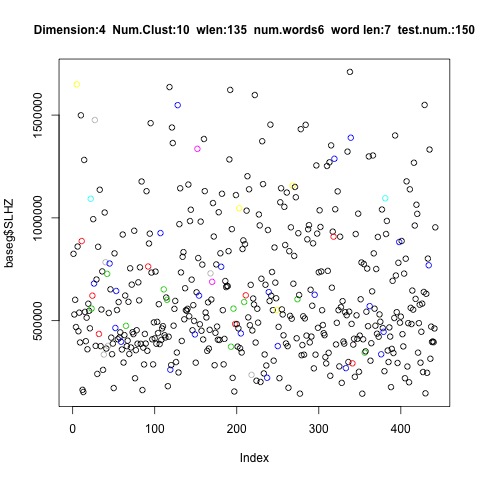 Dimension:4 Num.Clust:10 wlen:135 num.words6 word len:7 test.num.:150
baseg$SLHZ
1500000
1000000
500000
0 100 200 300 400
Index